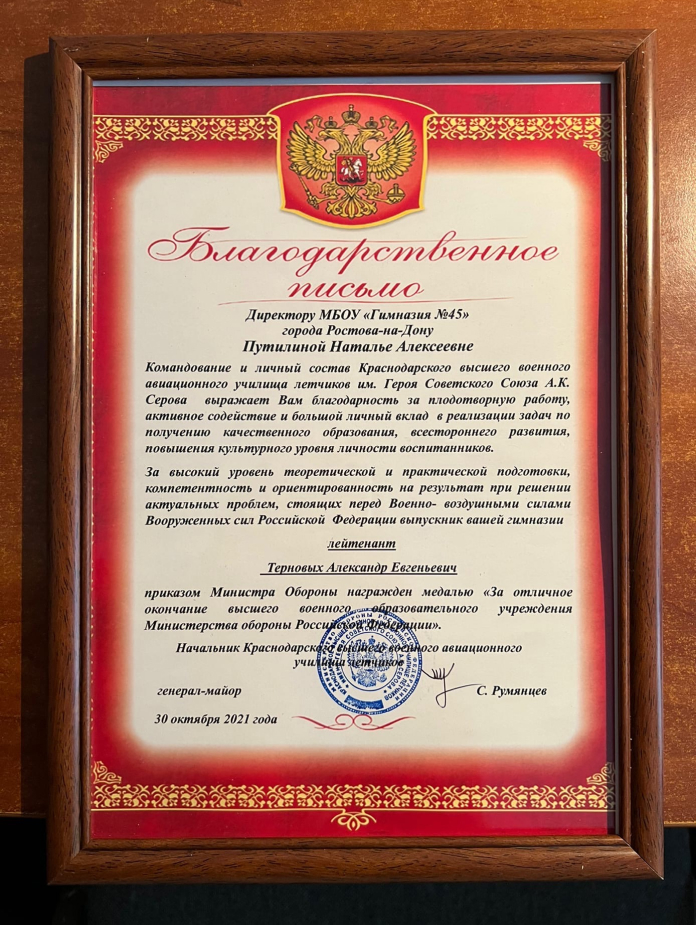 Благодарственное
письмо
Директору МБОУ «Гимназия №45»
города Ростова-на-Дону
Путилиной Наталье Алексеевне
Командование и личный состав Краснодарского высшего военного
авиационного училища летчиков им. Героя Советского Союза А.К.
Серова выражает Вам благодарность за плодотворную работу,
активное содействие и большой личный вклад в реализации задач по
получению качественного образования, всестороннего развития,
повышения культурного уровня личности воспитанников.
За высокий уровень теоретической и практической подготовки,
компетентность и ориентированность на результат при решении
актуальных проблем, стоящих перед Военно- воздушными силами
Вооруженных сил Российской Федерации выпускник вашей гимназии
лейтенант
Терновых Александр Евгеньевич
приказом Министра Обороны награжден медалью «За отличное
окончание высшего военного образовательного учреждения
Министерства обороны Российской Федерации».
Начальник Краснодарского высшего военного авиационного
училища летчиков
генерал-майор
С. Румянцев
30 октября 2021 года